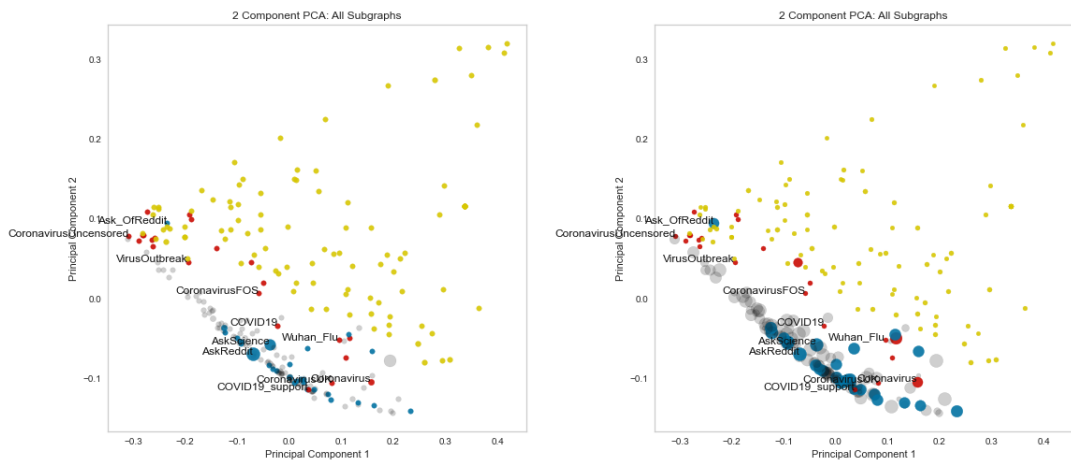 2 Component PCA: All Subgraphs
0.3
0.2
0.1
0.0
−0.1
Principal Component 2
Ask_OfReddit
VirusOutbreak
CoronavirusFOS
COVID19
AskScience
AskReddit
Wuhan_Flu
COVID19_support
−0.3 −0.2 −0.1 0.0 0.1 0.2 0.3 0.4
Principal Component 1
2 Component PCA: All Subgraphs
0.3
0.2
0.1
0.0
−0.1
Principal Component 2
Ask_OfReddit
VirusOutbreak
CoronavirusFOS
COVID19
AskScience
AskReddit
Wuhan_Flu
Coronavirus
COVID19_support
−0.3 −0.2 −0.1 0.0 0.1 0.2 0.3 0.4
Principal Component 1